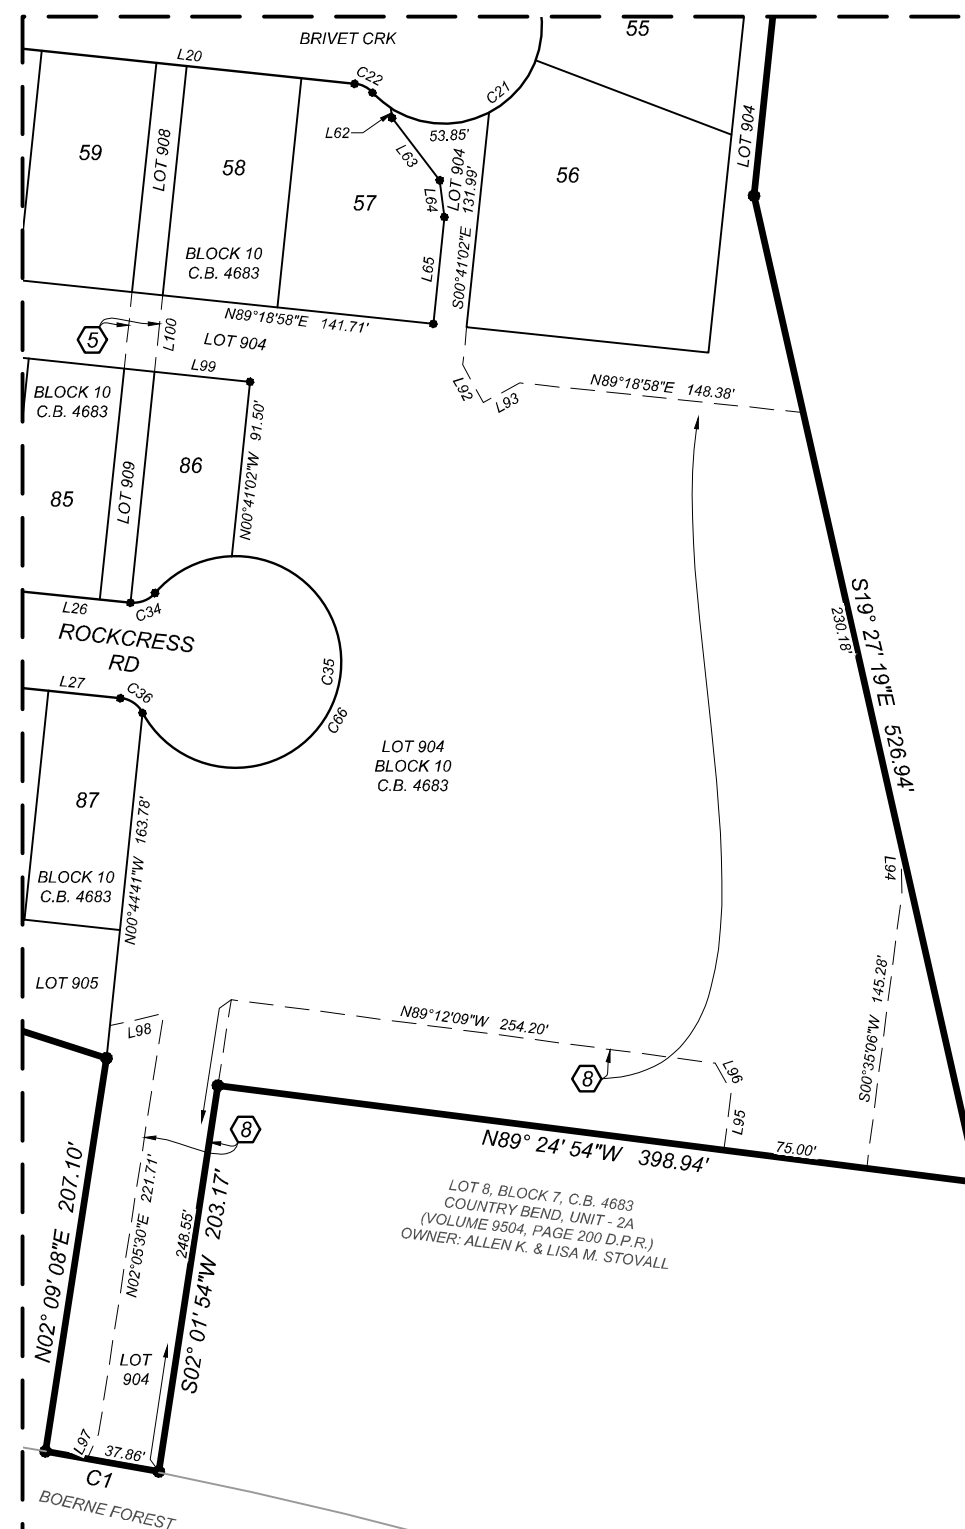 BRIVET CRK
55
L20
C22
C21
L62
53.85'
L63
LOT 904
LOT 904
59
LOT 908
58
57
56
L64
S00°41'02"E 131.99'
L65
BLOCK 10
C.B. 4683
N89°18'58"E 141.71'
5
L100
LOT 904
L99
L92
L93
N89°18'58"E 148.38'
BLOCK 10
C.B. 4683
86
85
LOT 909
N00°41'02"W 91.50'
L26
C34
ROCKCRESS
RD
C35
C66
L27
C36
S19° 27' 19"E 526.94'
230.18'
LOT 904
BLOCK 10
C.B. 4683
87
N00°44'41"W 163.78'
BLOCK 10
C.B. 4683
L94
LOT 905
L98
N89°12'09"W 254.20'
S00°35'06"W 145.28'
8
L96
L95
8
N89° 24' 54"W 398.94'
75.00'
N02° 09' 08"E 207.10'
N02°05'30"E 221.71'
248.55'
S02° 01' 54"W 203.17'
LOT 8, BLOCK 7, C.B. 4683
COUNTRY BEND, UNIT - 2A
(VOLUME 9504, PAGE 200 D.P.R.)
OWNER: ALLEN K. & LISA M. STOVALL
LOT
904
L97
37.86'
C1
BOERNE FOREST